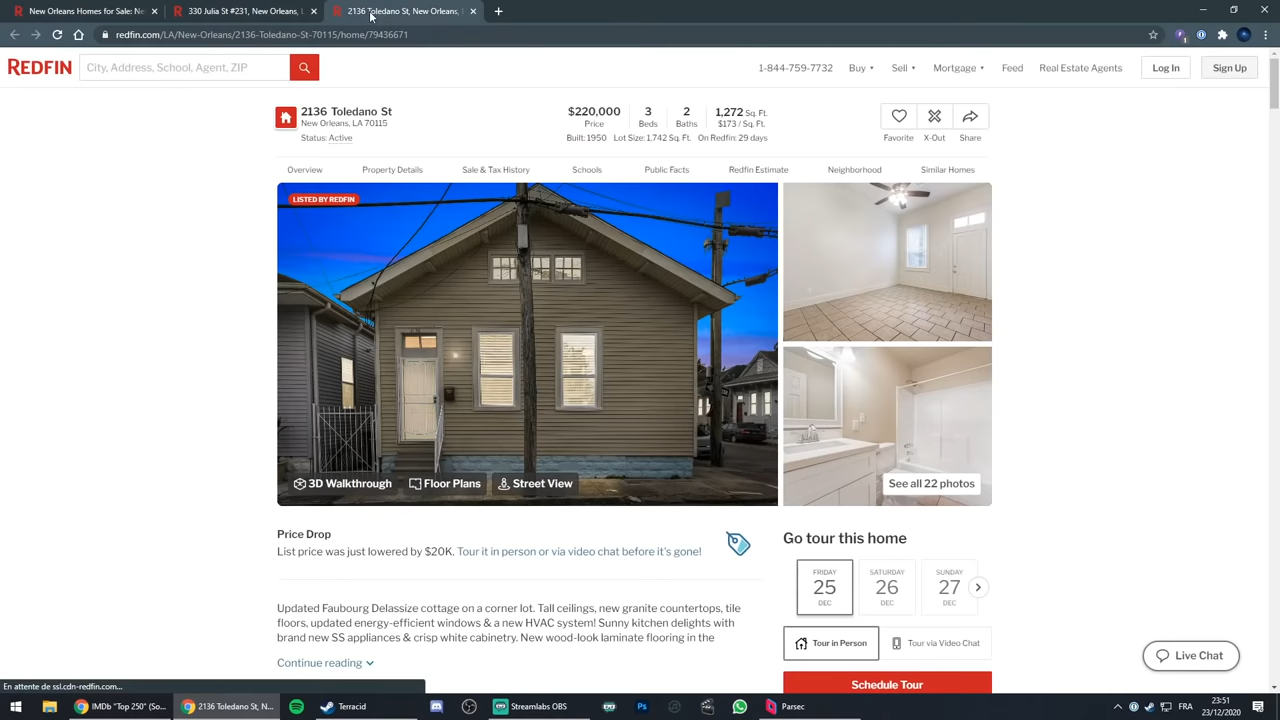 New Orleans Homes for Sale: Ne
330 Julia St #231, New Orleans, L
2136 Toledano St, New Orleans, L
redfin.com/LA/New-Orleans/2136-Toledano-St-70115/home/79436671
REDFIN
City, Address, School, Agent, ZIP
1-844-759-7732
Buy
Sell
Mortgage
Feed
Real Estate Agents
Log In
Sign Up
2136 Toledano St
New Orleans, LA 70115
Status: Active
$220,000
Price
3
Beds
2
Baths
1,272 Sq. Ft.
$173 / Sq. Ft.
Built: 1950 Lot Size: 1,742 Sq. Ft. On Redfin: 29 days
Favorite
X-Out
Share
Overview
Property Details
Sale & Tax History
Schools
Public Facts
Redfin Estimate
Neighborhood
Similar Homes
LISTED BY REDFIN
3D Walkthrough
Floor Plans
Street View
See all 22 photos
Price Drop
List price was just lowered by $20K. Tour it in person or via video chat before it's gone!
Updated Faubourg Delassize cottage on a corner lot. Tall ceilings, new granite countertops, tile
floors, updated energy-efficient windows & a new HVAC system! Sunny kitchen delights with
brand new SS appliances & crisp white cabinetry. New wood-look laminate flooring in the
Continue reading
Go tour this home
FRIDAY
25
DEC
SATURDAY
26
DEC
SUNDAY
27
DEC
Tour in Person
Tour via Video Chat
Schedule Tour
Live Chat
En attente de ssl.cdn-redfin.com...
IMDb "Top 250" (So...
2136 Toledano St, N...
Terracid
Streamlabs OBS
Parsec
FRA
23:51
23/12/2020